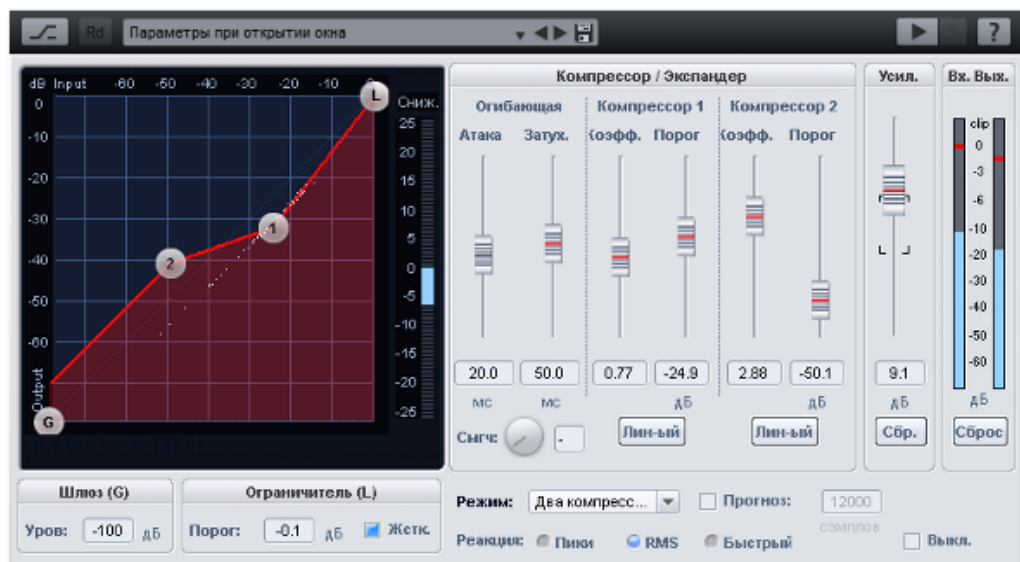 Rd Параметры при открытии окна ?
dB Input -60 -50 -40 -30 -20 -10 0
0
-10
-20
-30
-40
-50
-60
Output
L
1
2
G
Сниж.
25
20
15
10
5
0
-5
-10
-15
-20
-25
Компрессор / Экспандер
Огибающая Компрессор 1 Компрессор 2
Атака Затух. Коэфф. Порог Коэфф. Порог
20.0 50.0 0.77 -24.9 2.88 -50.1
мс мс дБ дБ
Сыгч: - Лин-ый Лин-ый
Усил.
9.1
дБ
Сбр.
Вх. Вых.
clip
0
-3
-6
-10
-20
-30
-40
-50
-60
дБ
Сброс
Шлюз (G)
Уров: -100 дБ
Ограничитель (L)
Порог: -0.1 дБ Жетк.
Режим: Два компресс... Прогноз: 12000
сэмплов
Реакция: Пики RMS Быстрый Выкл.